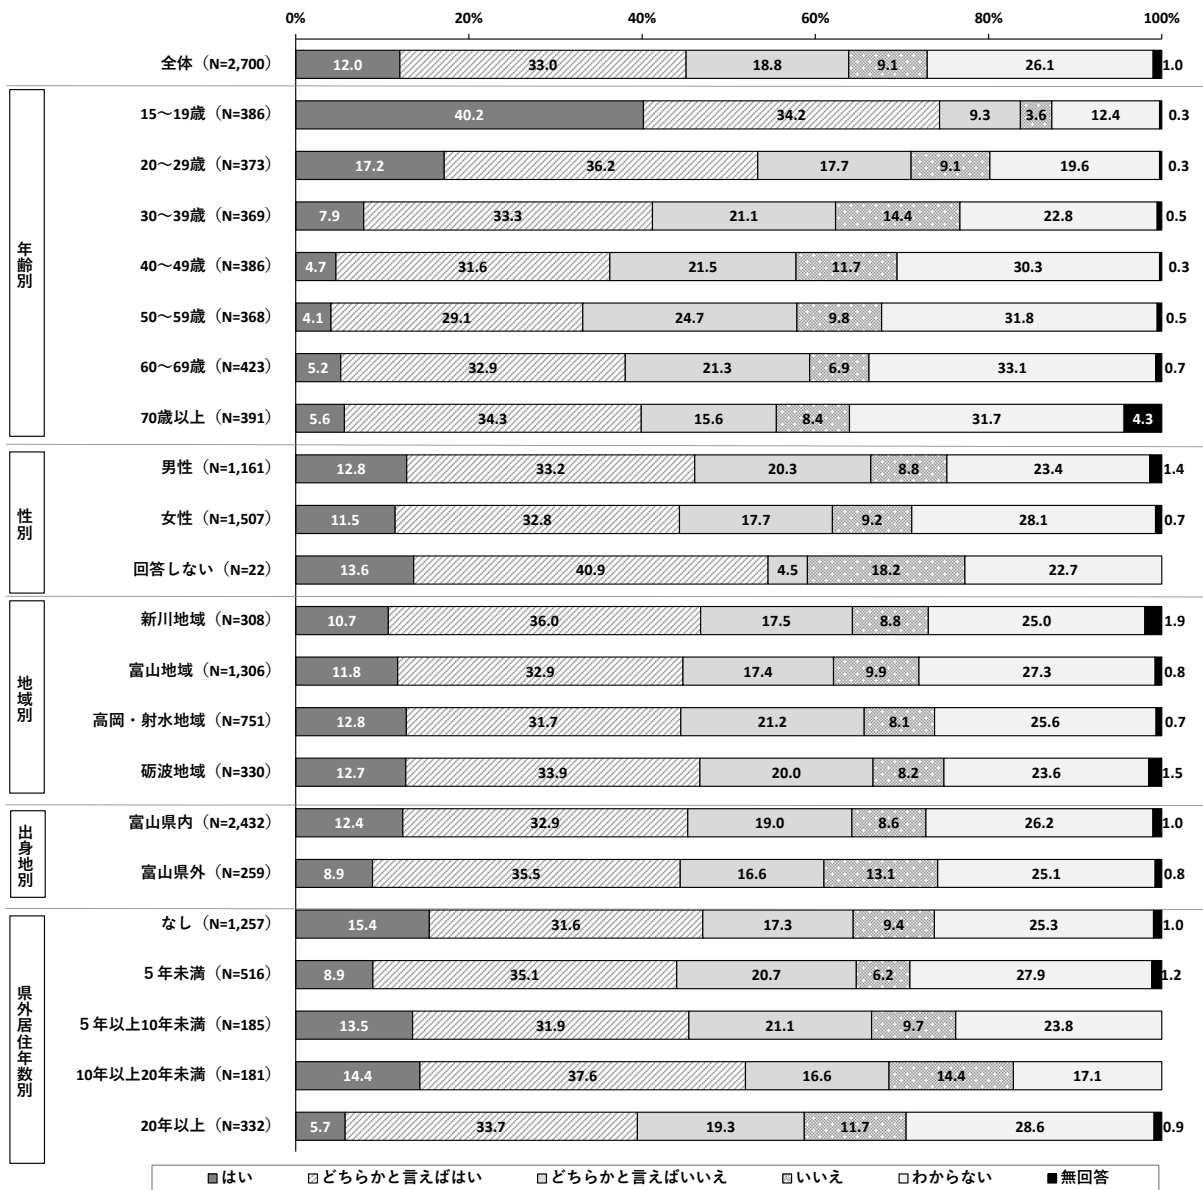 0% 20% 40% 60% 80% 100%
全体（N=2,700） 12.0 33.0 18.8 9.1 26.1 1.0
年齢別
15～19歳（N=386） 40.2 34.2 9.3 3.6 12.4 0.3
20～29歳（N=373） 17.2 36.2 17.7 9.1 19.6 0.3
30～39歳（N=369） 7.9 33.3 21.1 14.4 22.8 0.5
40～49歳（N=386） 4.7 31.6 21.5 11.7 30.3 0.3
50～59歳（N=368） 4.1 29.1 24.7 9.8 31.8 0.5
60～69歳（N=423） 5.2 32.9 21.3 6.9 33.1 0.7
70歳以上（N=391） 5.6 34.3 15.6 8.4 31.7 4.3
性別
男性（N=1,161） 12.8 33.2 20.3 8.8 23.4 1.4
女性（N=1,507） 11.5 32.8 17.7 9.2 28.1 0.7
回答しない（N=22） 13.6 40.9 4.5 18.2 22.7
地域別
新川地域（N=308） 10.7 36.0 17.5 8.8 25.0 1.9
富山地域（N=1,306） 11.8 32.9 17.4 9.9 27.3 0.8
高岡・射水地域（N=751） 12.8 31.7 21.2 8.1 25.6 0.7
砺波地域（N=330） 12.7 33.9 20.0 8.2 23.6 1.5
出身地別
富山県内（N=2,432） 12.4 32.9 19.0 8.6 26.2 1.0
富山県外（N=259） 8.9 35.5 16.6 13.1 25.1 0.8
県外居住年数別
なし（N=1,257） 15.4 31.6 17.3 9.4 25.3 1.0
５年未満（N=516） 8.9 35.1 20.7 6.2 27.9 1.2
５年以上10年未満（N=185） 13.5 31.9 21.1 9.7 23.8
10年以上20年未満（N=181） 14.4 37.6 16.6 14.4 17.1
20年以上（N=332） 5.7 33.7 19.3 11.7 28.6 0.9
はい どちらかと言えばはい どちらかと言えばいいえ いいえ わからない 無回答